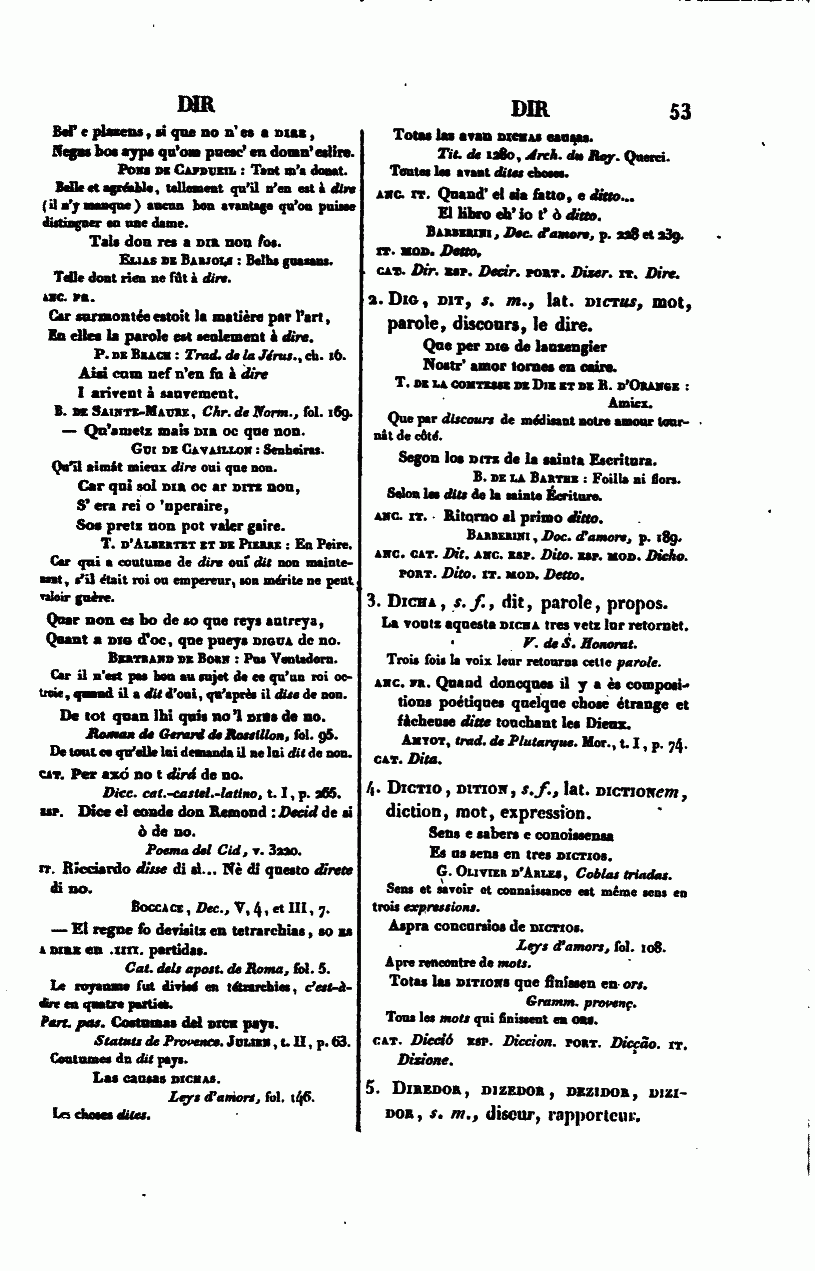 DIR
Bel' e plazens, si que no n'es a DIRE,
Negus bos ayps qu'om puesc' en domn' eslire.
PONS DE CAPDUEIL : Tant m'a donat.
Belle et agréable, tellement qu'il n'en est à dire
(il n'y manque) aucun bon avantage qu'on puisse
distinguer en une dame.
Tals don res a DIR non fos.
ELIAS DE BARJOLS : Belhs guazans.
Telle dont rien ne fût à dire.
ANC. FR.
Car surmontée estoit la matière par l'art,
En elles la parole est seulement à dire.
P. DE BRACH : Trad. de la Jérus., ch. 16.
Aisi com nef n'en fu à dire
I arivent à sauvement.
B. DE SAINTE-MAURE, Chr. de Norm., fol. 169.
— Qu'ametz mais DIR oc que non.
GUI DE CAVAILLON : Senheiras.
Qu'il aimât mieux dire oui que non.
Car qui sol DIR oc ar DITZ non,
S' era rei o 'nperaire,
Sos pretz non pot valer gaire.
T. D'ALBERTET ET DE PIERRE : En Peire.
Car qui a coutume de dire oui dit non mainte-
nant, s'il était roi ou empereur, son mérite ne peut
valoir guère.
Quar non es bo de so que reys autreya,
Quant a DIG d'oc, que pueys DIGUA de no.
BERTRAND DE BORN : Pus Ventadorn.
Car il n'est pas bon au sujet de ce qu'un roi oc-
troie, quand il a dit d'oui, qu'après il dise de non.
De tot quan lhi quis no'l DITS de no.
Roman de Gerard de Rossillon, fol. 95.
De tout ce qu'elle lui demanda il ne lui dit de non.
CAT. Per axó no t dirá de no.
Dicc. cat.-castel.-latino, t. I, p. 265.
ESP. Dice el conde don Remond : Decid de si
ò de no.
Poema del Cid, v. 3220.
IT. Ricciardo disse di sì... Nè di questo direte
di no.
BOCCACE, Dec., V, 4, et III, 7.
— El regne fo devisitz en tetrarchias, so ES
A DIRE en .IIII. partidas.
Cat. dels apost. de Roma, fol. 5.
Le royaume fut divisé en tétrarchies, c'est-à-
dire en quatre parties.
Part. pas. Costumas del DICH pays.
Statuts de Provence. JULIEN, t. II, p. 63.
Coutumes du dit pays.
Las causas DICHAS.
Leys d'amors, fol. 146.
Les choses dites.
DIR 53
Totas las avan DICHAS causas.
Tit. de 1280, Arch. du Roy. Querci.
Toutes les avant dites choses.
ANC. IT. Quand' el sia fatto, e ditto...
El libro ch' io t' ò ditto.
BARBERINI, Doc. d'amore, p. 228 et 239.
IT. MOD. Detto.
CAT. Dir. ESP. Decir. PORT. Dizer. IT. Dire.
2. DIG, DIT, s. m., lat. DICTUS, mot,
parole, discours, le dire.
Que per DIG de lauzengier
Nostr' amor tornes en caire.
T. DE LA COMTESSE DE DIE ET DE R. D'ORANGE :
Amicx.
Que par discours de médisant notre amour tour-
nât de côté.
Segon los DITZ de la sainta Escritura.
B. DE LA BARTHE : Foilla ni flors.
Selon les dits de la sainte Écriture.
ANC. IT. Ritorno al primo ditto.
BARBERINI, Doc. d'amore, p. 189.
ANC. CAT. Dit. ANC. ESP. Dito. ESP. MOD. Dicho.
PORT. Dito. IT. MOD. Detto.
3. DICHA, s. f., dit, parole, propos.
La voutz aquesta DICHA tres vetz lur retornet.
V. de S. Honorat.
Trois fois la voix leur retourna cette parole.
ANC. FR. Quand doncques il y a ès composi-
tions poétiques quelque chose étrange et
fâcheuse ditte touchant les Dieux.
AMYOT, trad. de Plutarque. Mor., t. I, p. 74.
CAT. Dita.
4. DICTIO, DITION, s. f., lat. DICTIONem,
diction, mot, expression.
Sens e sabers e conoissensa
Es us sens en tres DICTIOS.
G. OLIVIER D'ARLES, Coblas triadas.
Sens et savoir et connaissance est même sens en
trois expressions.
Aspra concursios de DICTIOS.
Leys d'amors, fol. 108.
Apre rencontre de mots.
Totas las DITIONS que finissen en ors.
Gramm. provenç.
Tous les mots qui finissent en ORS.
CAT. Dicció ESP. Diccion. PORT. Dicção. IT.
Dizione.
5. DIREDOR, DIZEDOR, DEZIDOR, DIZI-
DOR, s. m., diseur, rapporteur.